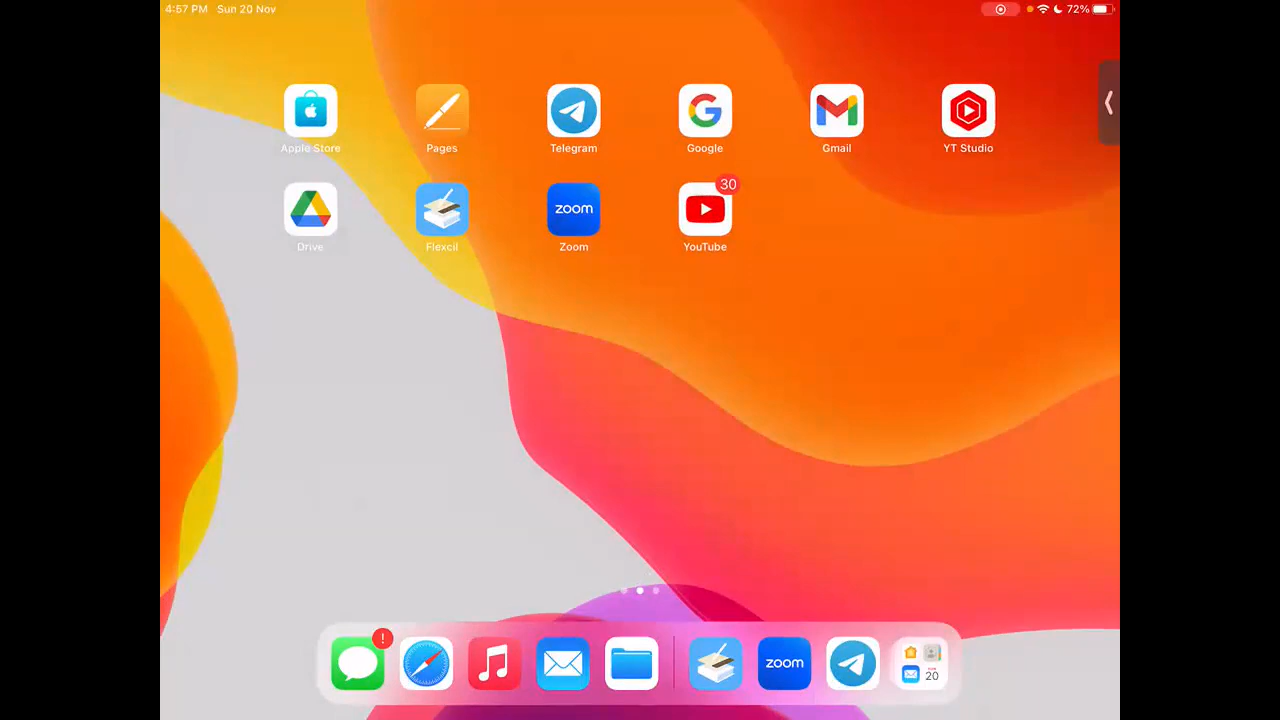 4:57 PM Sun 20 Nov 72%
Apple Store Pages Telegram Google Gmail YT Studio
30
zoom
Drive Flexcil Zoom YouTube
!
zoom
20